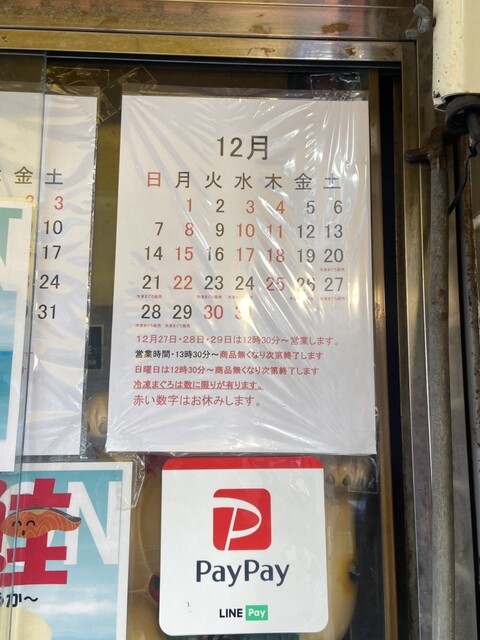 12月
日 月 火 水 木 金 土
1 2 3 4 5 6
7 8 9 10 11 12 13
14 15 16 17 18 19 20
21 22 23 24 25 26 27
28 29 30 31
12月27日・28日・29日は12時30分〜営業します。
営業時間・13時30分〜商品無くなり次第終了します
日曜日は12時30分〜商品無くなり次第終了します
冷凍まぐろは数に限りが有ります。
赤い数字はお休みします。
金 土
3
10
17
24
31
鮭
N
か〜
PayPay
LINE Pay